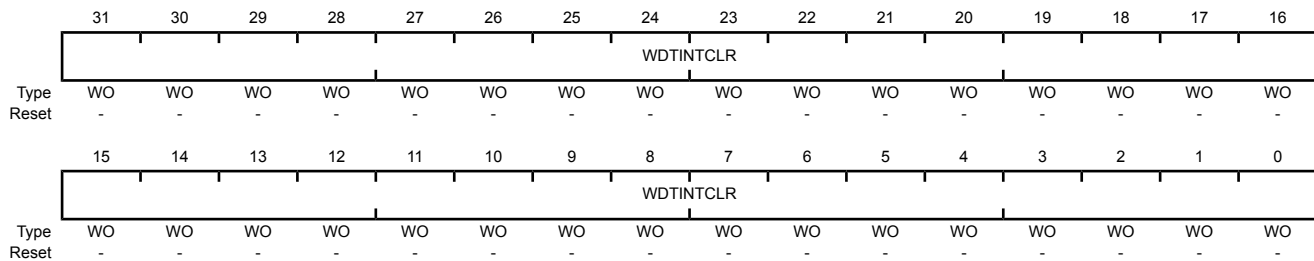 31 30 29 28 27 26 25 24 23 22 21 20 19 18 17 16
WDTINTCLR
Type WO WO WO WO WO WO WO WO WO WO WO WO WO WO WO WO
Reset - - - - - - - - - - - - - - - -
15 14 13 12 11 10 9 8 7 6 5 4 3 2 1 0
WDTINTCLR
Type WO WO WO WO WO WO WO WO WO WO WO WO WO WO WO WO
Reset - - - - - - - - - - - - - - - -